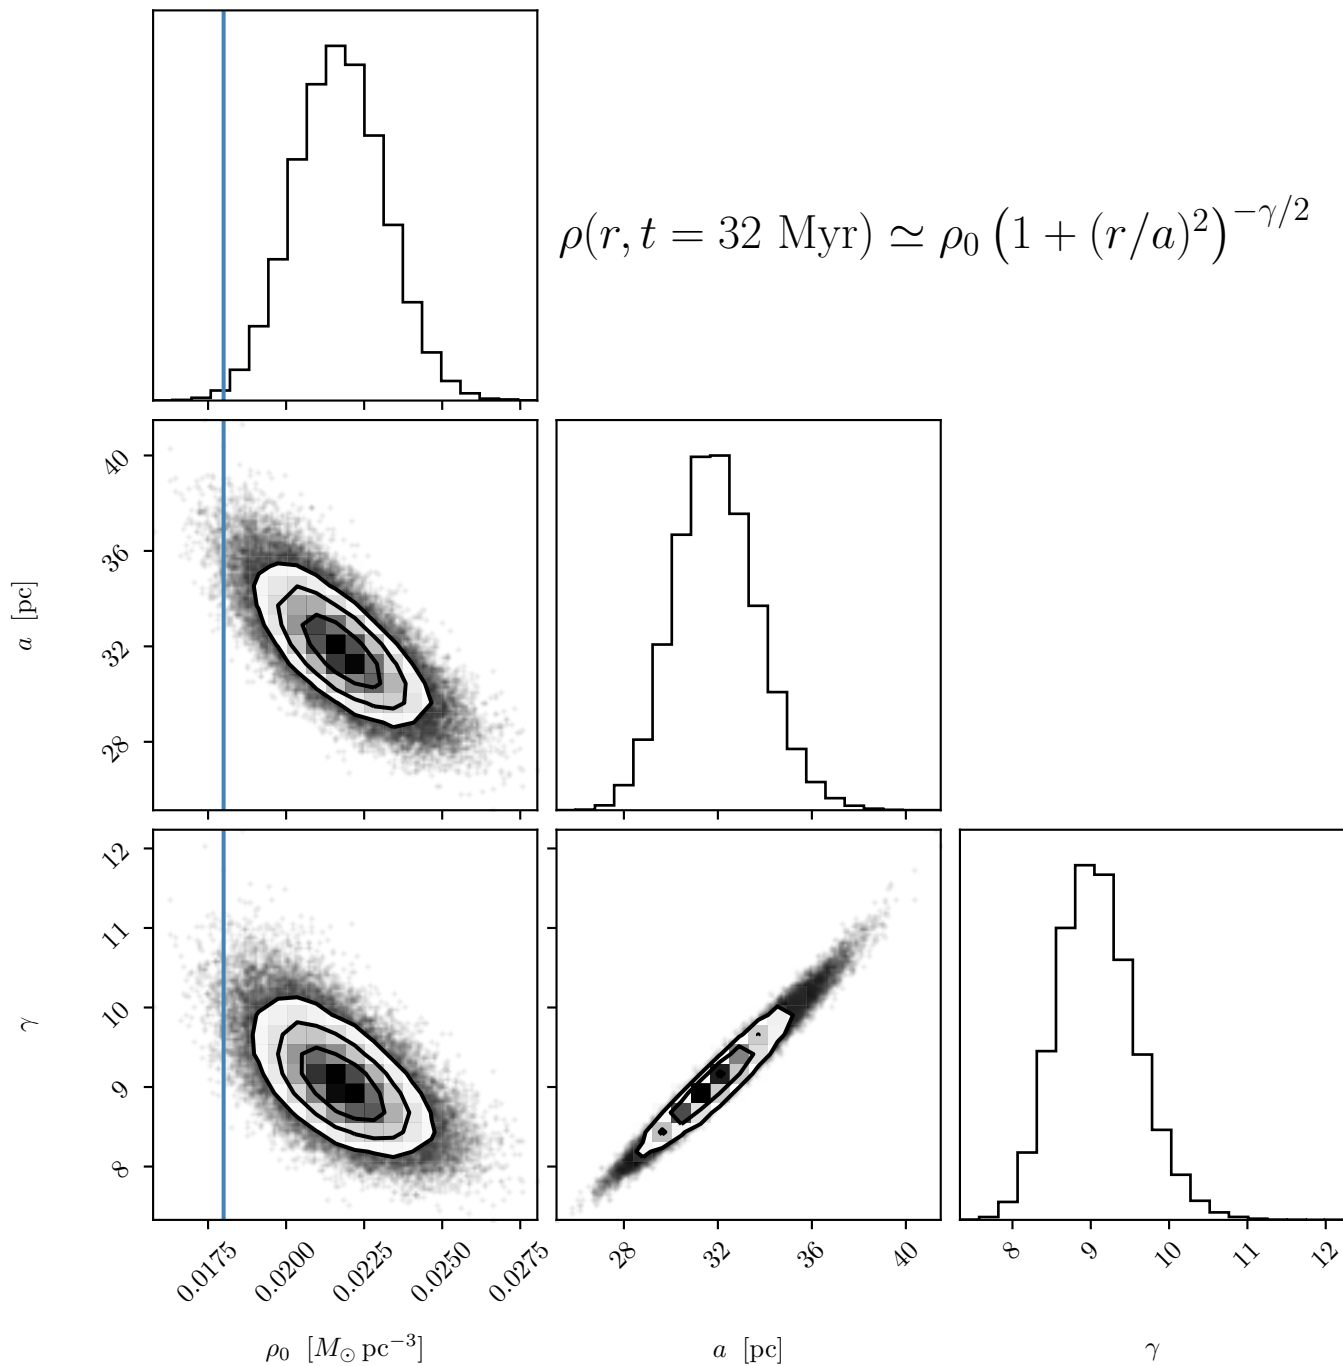 ρ(r, t = 32 Myr) ≃ ρ₀ (1 + (r/a)²)^{−γ/2}
40
36
32
28
a [pc]
12
11
10
9
8
γ
0.0175 0.0200 0.0225 0.0250 0.0275
28 32 36 40
8 9 10 11 12
ρ₀ [M☉ pc⁻³]
a [pc]
γ